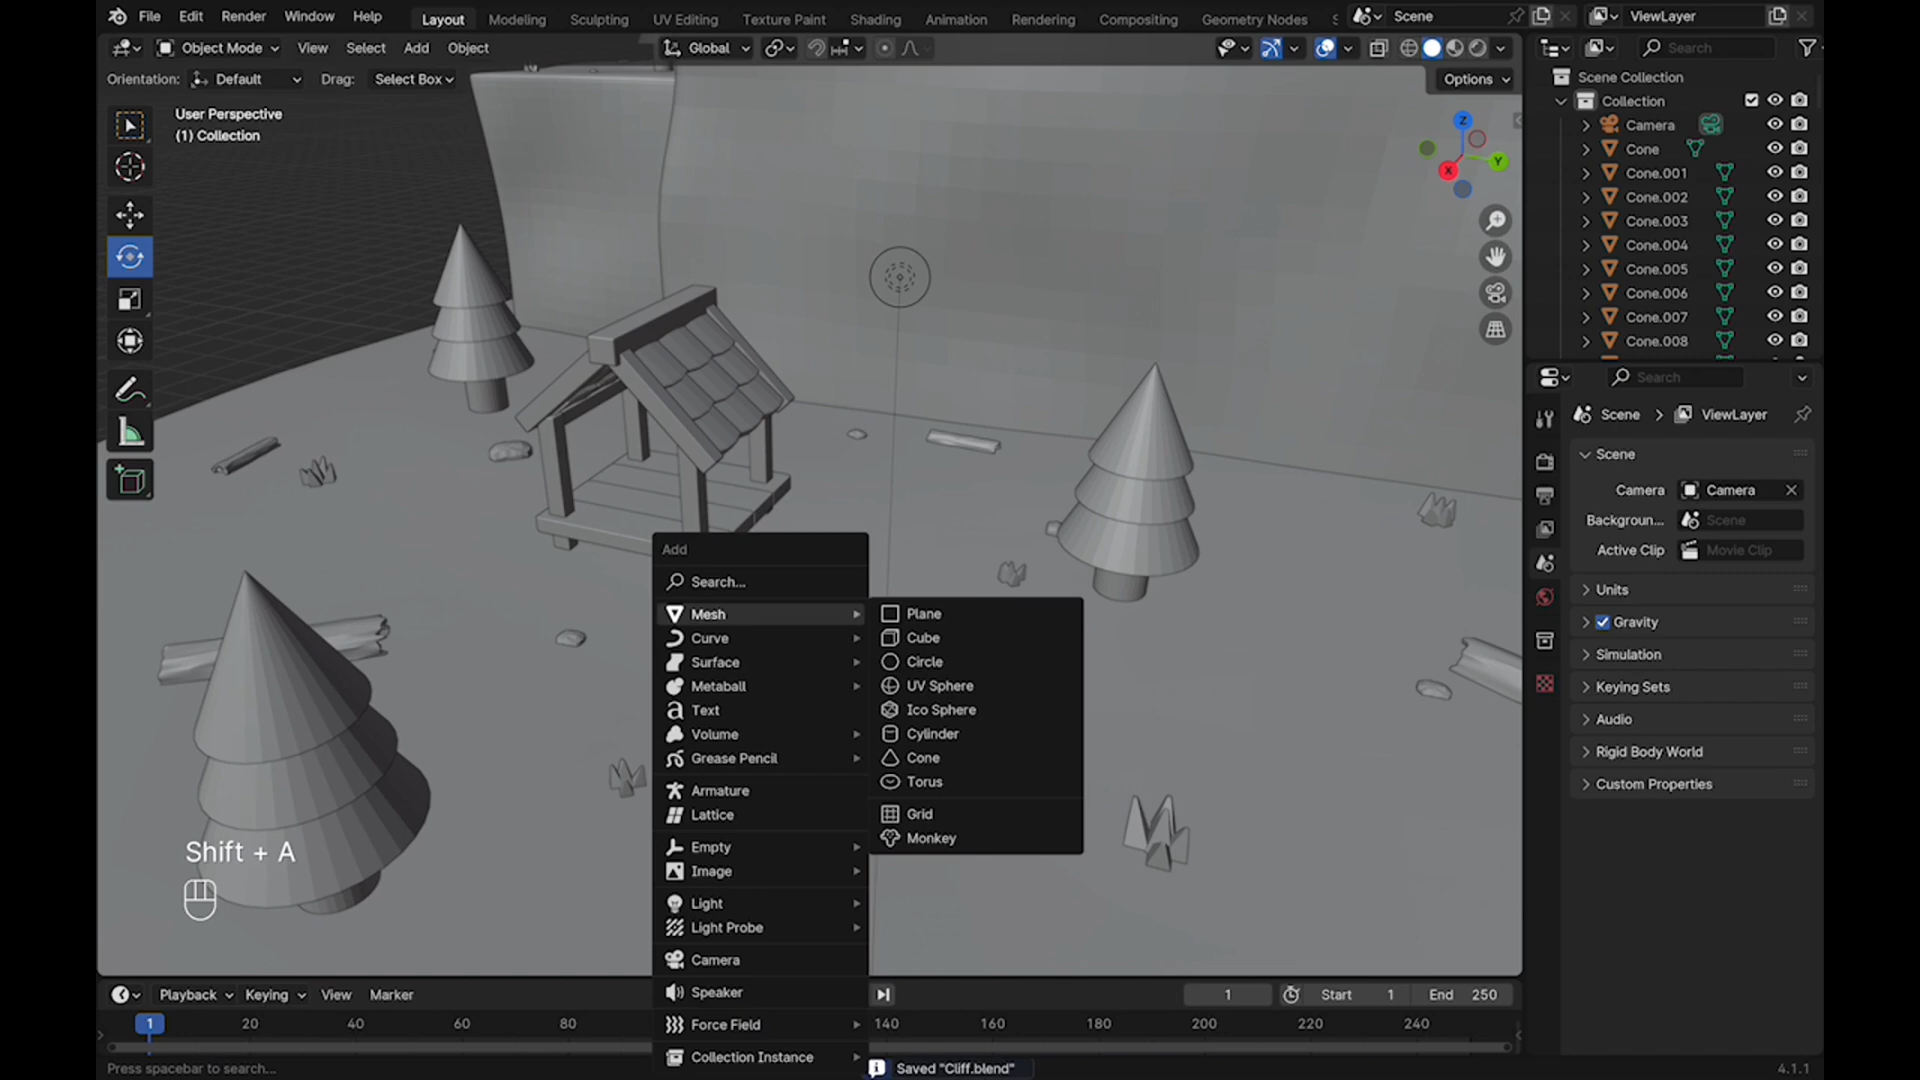 File Edit Render Window Help Layout Modeling Sculpting UV Editing Texture Paint Shading Animation Rendering Compositing Geometry Nodes Scene ViewLayer
Object Mode View Select Add Object Global Search
Orientation: Default Drag: Select Box Options
User Perspective
(1) Collection
Z
Y
X
Scene Collection
Collection
Camera
Cone
Cone.001
Cone.002
Cone.003
Cone.004
Cone.005
Cone.006
Cone.007
Cone.008
Search
Scene > ViewLayer
Scene
Camera Camera
Backgroun... Scene
Active Clip Movie Clip
Units
Gravity
Simulation
Keying Sets
Audio
Rigid Body World
Custom Properties
Add
Search...
Mesh
Curve
Surface
Metaball
Text
Volume
Grease Pencil
Armature
Lattice
Empty
Image
Light
Light Probe
Camera
Speaker
Force Field
Collection Instance
Plane
Cube
Circle
UV Sphere
Ico Sphere
Cylinder
Cone
Torus
Grid
Monkey
Shift + A
Playback Keying View Marker 1 Start 1 End 250
1 20 40 60 80 140 160 180 200 220 240
Press spacebar to search... Saved "Cliff.blend" 4.1.1